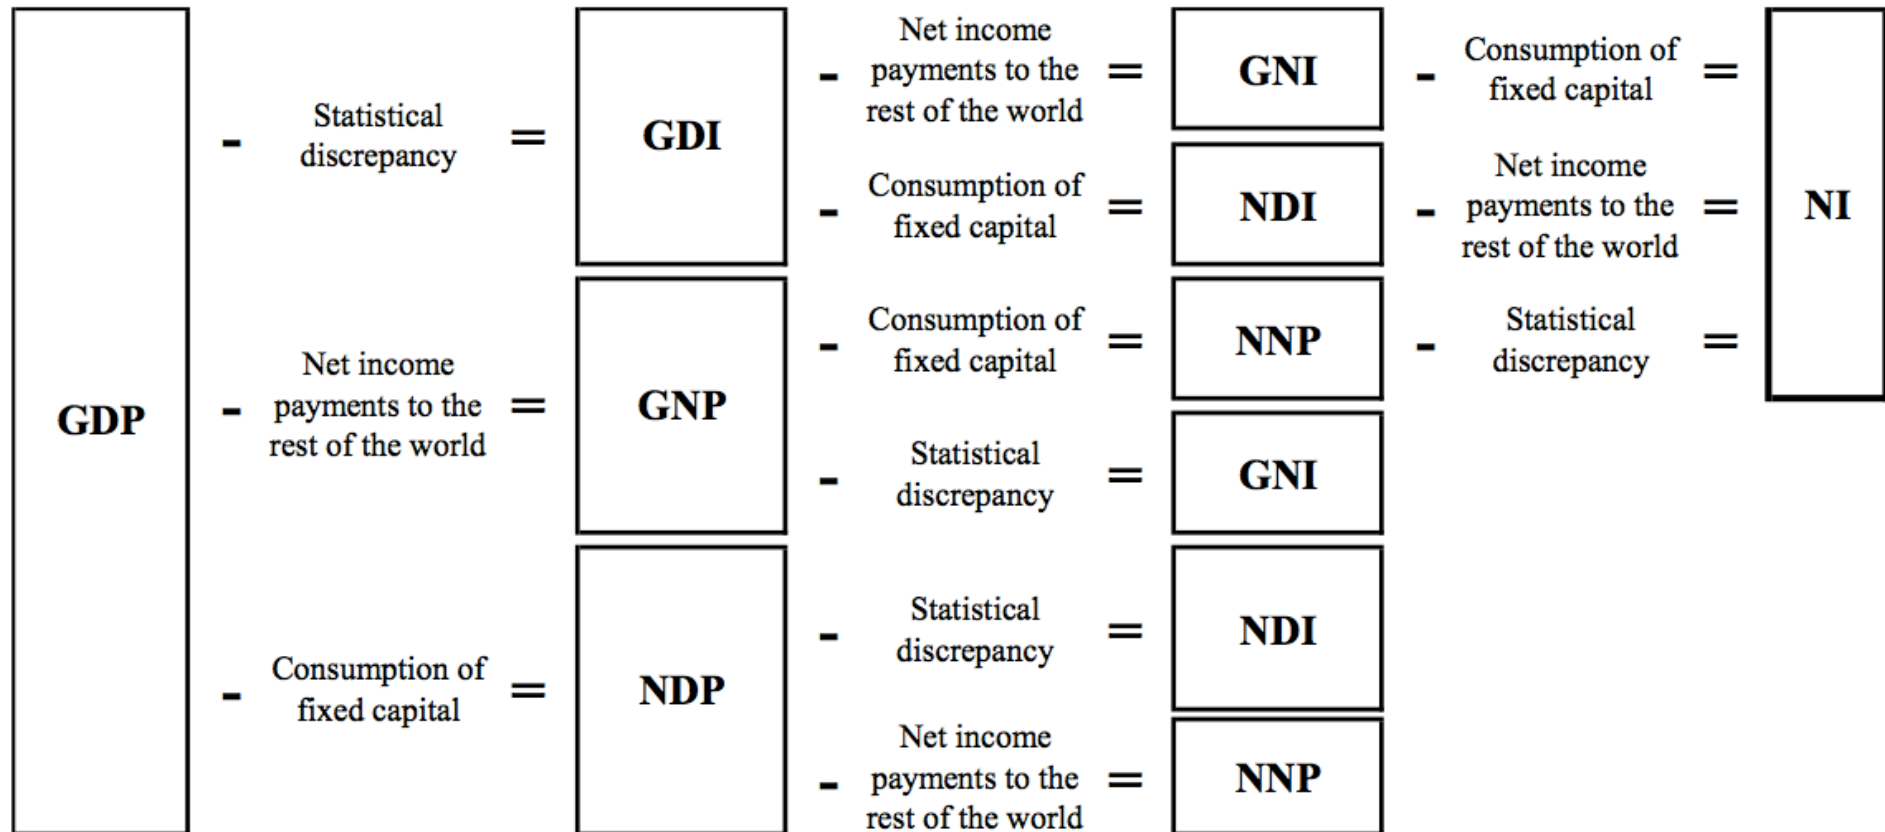 GDP
-
Statistical
discrepancy
=
GDI
-
Net income
payments to the
rest of the world
=
GNI
-
Consumption of
fixed capital
=
-
Consumption of
fixed capital
=
NDI
-
Net income
payments to the
rest of the world
=
NI
-
Net income
payments to the
rest of the world
=
GNP
-
Consumption of
fixed capital
=
NNP
-
Statistical
discrepancy
=
-
Statistical
discrepancy
=
GNI
-
Consumption of
fixed capital
=
NDP
-
Statistical
discrepancy
=
NDI
-
Net income
payments to the
rest of the world
=
NNP